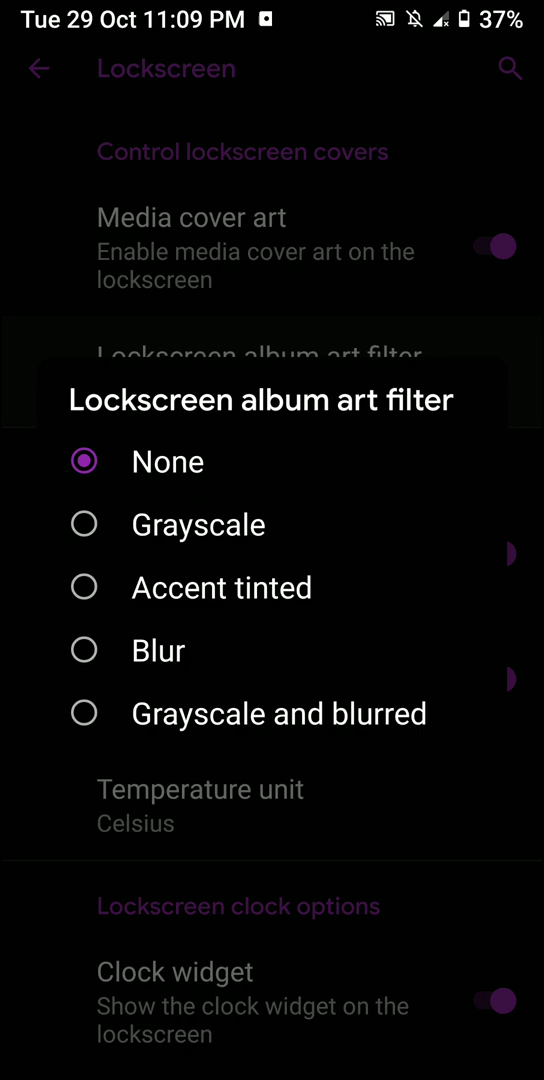 Tue 29 Oct 11:09 PM 37%
Lockscreen
Control lockscreen covers
Media cover art
Enable media cover art on the
lockscreen
Lockscreen album art filter
Lockscreen album art filter
None
Grayscale
Accent tinted
Blur
Grayscale and blurred
Temperature unit
Celsius
Lockscreen clock options
Clock widget
Show the clock widget on the
lockscreen